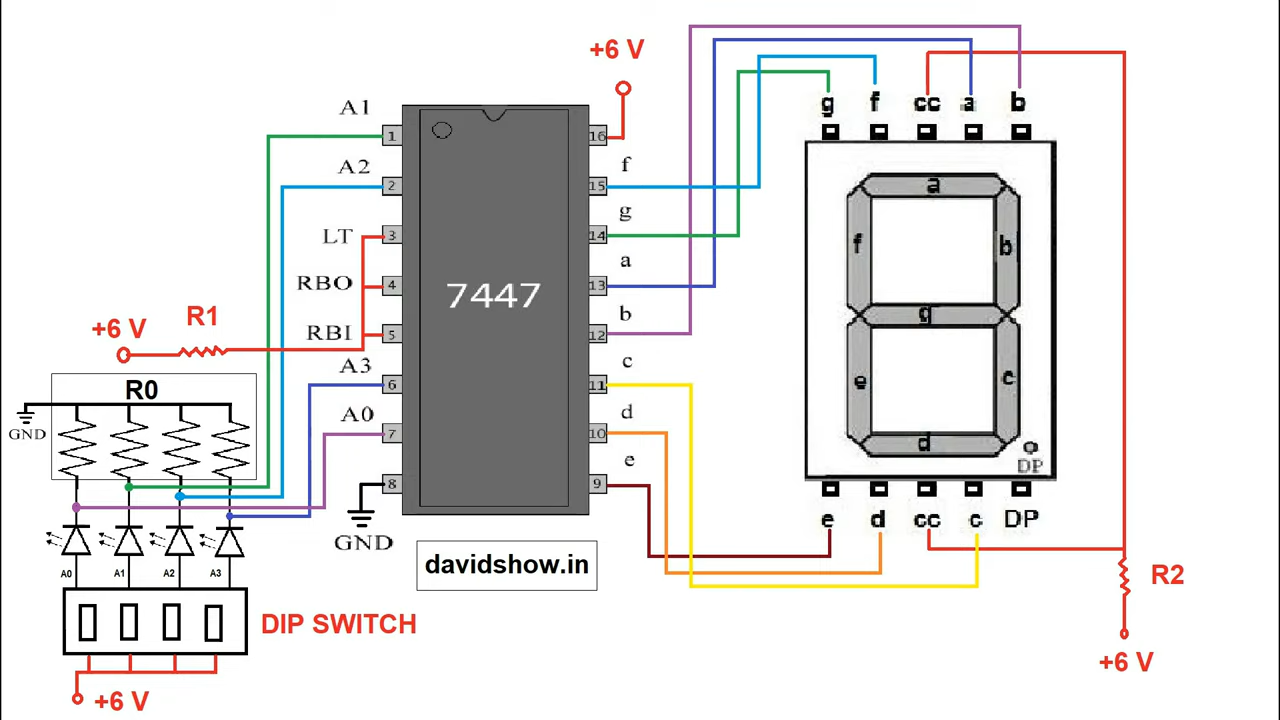 +6 V
A1
A2
LT
RBO
RBI
A3
A0
1
2
3
4
5
6
7
8
7447
16
15
14
13
12
11
10
9
f
g
a
b
c
d
e
GND
davidshow.in
g f cc a b
a
f
b
g
e
c
d
DP
e d cc c DP
R2
+6 V
+6 V
R1
R0
GND
A0 A1 A2 A3
DIP SWITCH
+6 V